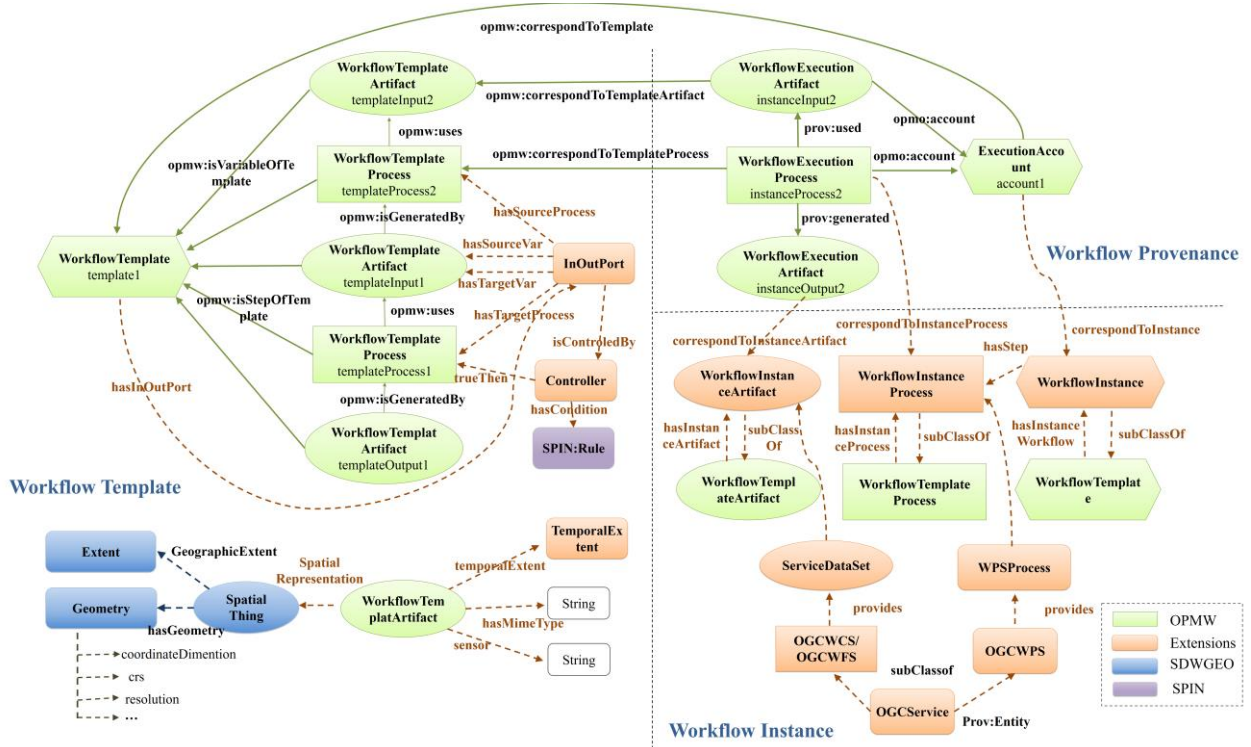 opmw:correspondToTemplate
WorkflowTemplate
Artifact
templateInput2
opmw:correspondToTemplateArtifact
WorkflowExecution
Artifact
instanceInput2
opmw:uses
prov:used
opmo:account
opmw:isVariableOfTe
mplate
WorkflowTemplate
Process
templateProcess2
opmw:correspondToTemplateProcess
WorkflowExecution
Process
instanceProcess2
opmo:account
ExecutionAcco
unt
account1
opmw:isGeneratedBy
hasSourceProcess
prov:generated
WorkflowTemplate
template1
WorkflowTemplate
Artifact
templateInput1
hasSourceVar
hasTargetVar
InOutPort
WorkflowExecution
Artifact
instanceOutput2
Workflow Provenance
opmw:isStepOfTem
plate
opmw:uses
hasTargetProcess
WorkflowTemplate
Process
templateProcess1
isControledBy
correspondToInstanceArtifact
correspondToInstanceProcess
correspondToInstance
hasStep
hasInOutPort
trueThen
Controller
WorkflowInstan
ceArtifact
WorkflowInstance
Process
WorkflowInstance
opmw:isGeneratedBy
hasCondition
WorkflowTemplat
Artifact
templateOutput1
SPIN:Rule
hasInstan
ceArtifact
subClass
Of
hasInstan
ceProcess
subClassOf
hasInstance
Workflow
subClassOf
Workflow Template
WorkflowTempl
ateArtifact
WorkflowTemplate
Process
WorkflowTemplat
e
Extent
GeographicExtent
Spatial
Representation
temporalExtent
TemporalEx
tent
ServiceDataSet
WPSProcess
Geometry
Spatial
Thing
WorkflowTem
platArtifact
String
hasMimeType
hasGeometry
sensor
String
provides
provides
coordinateDimention
crs
resolution
...
OGCWCS/
OGCWFS
OGCWPS
subClassof
OGCService
Prov:Entity
Workflow Instance
OPMW
Extensions
SDWGEO
SPIN